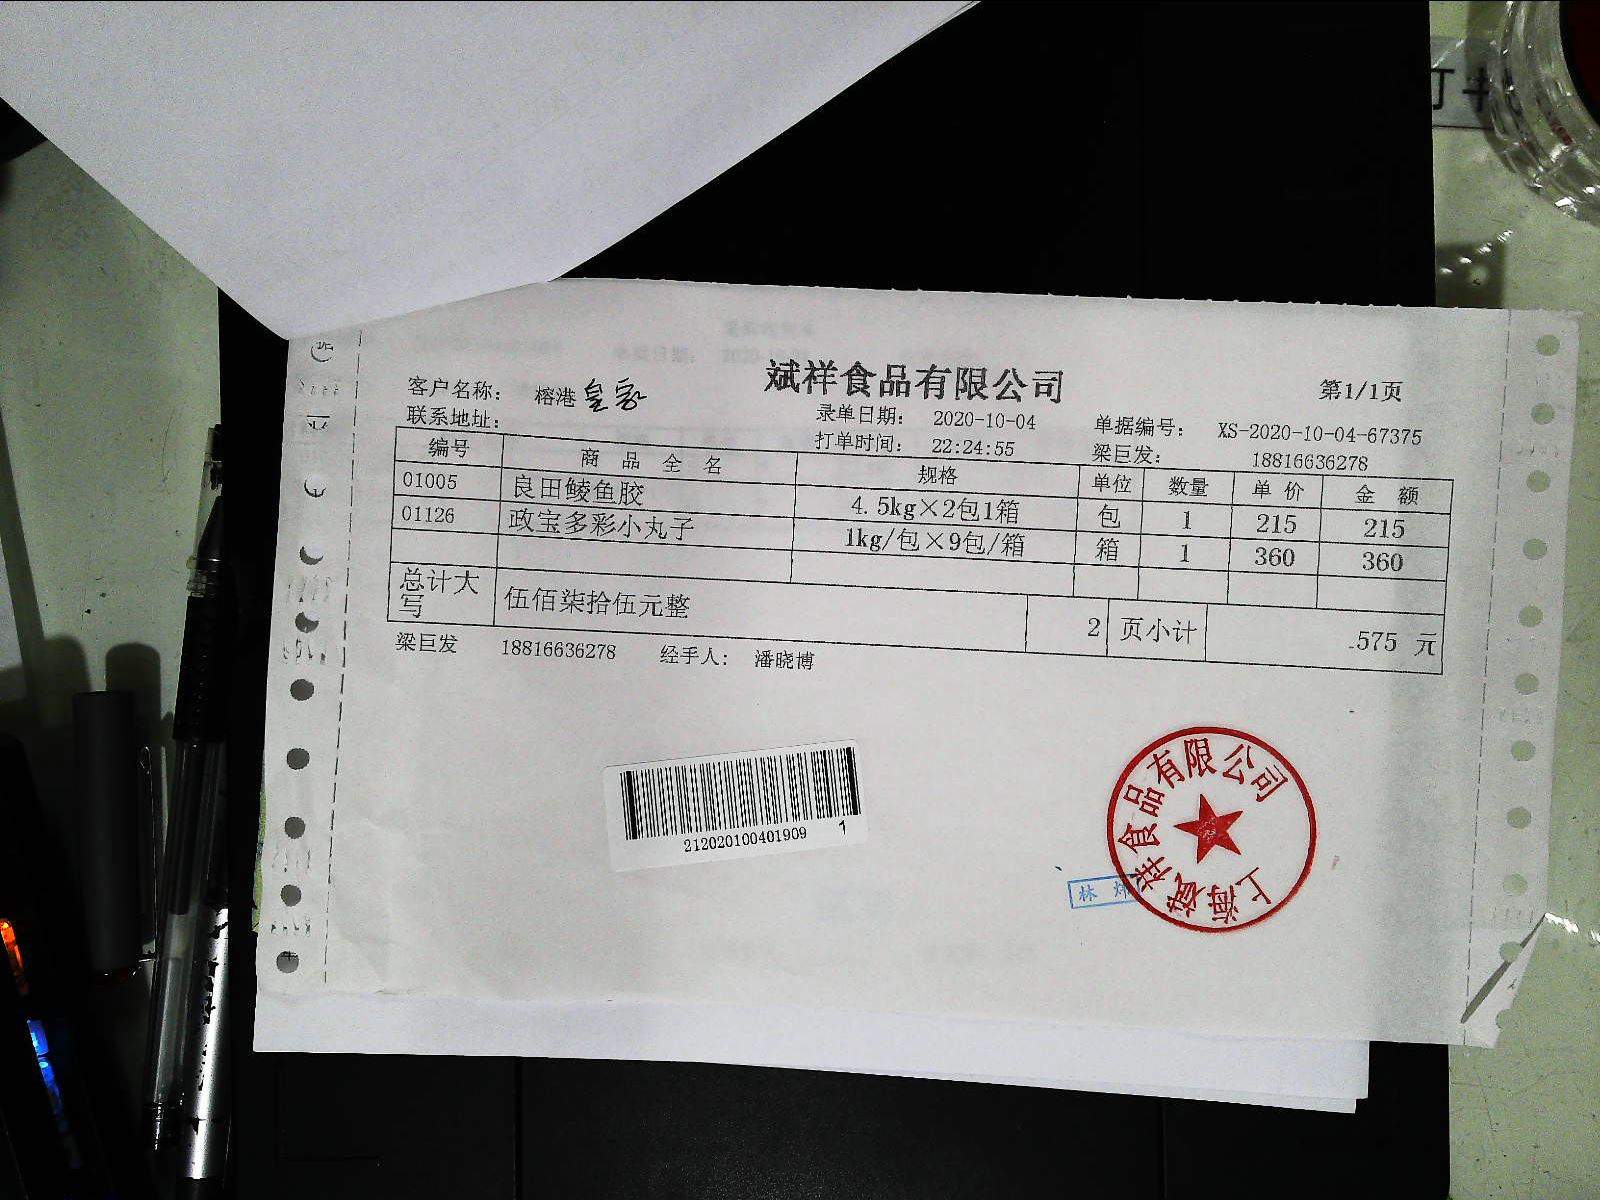 斌祥食品有限公司
第1/1页
客户名称： 榕港 皇家
录单日期： 2020-10-04
单据编号： XS-2020-10-04-67375
联系地址：
打单时间： 22:24:55
梁巨发： 18816636278
编号 商品全名 规格 单位 数量 单价 金额
01005 良田鲮鱼胶 4.5kg×2包1箱 包 1 215 215
01126 政宝多彩小丸子 1kg/包×9包/箱 箱 1 360 360
总计大写 伍佰柒拾伍元整 2 页小计 575 元
梁巨发 18816636278 经手人： 潘晓博
212020100401909 1
上海斌祥食品有限公司
林